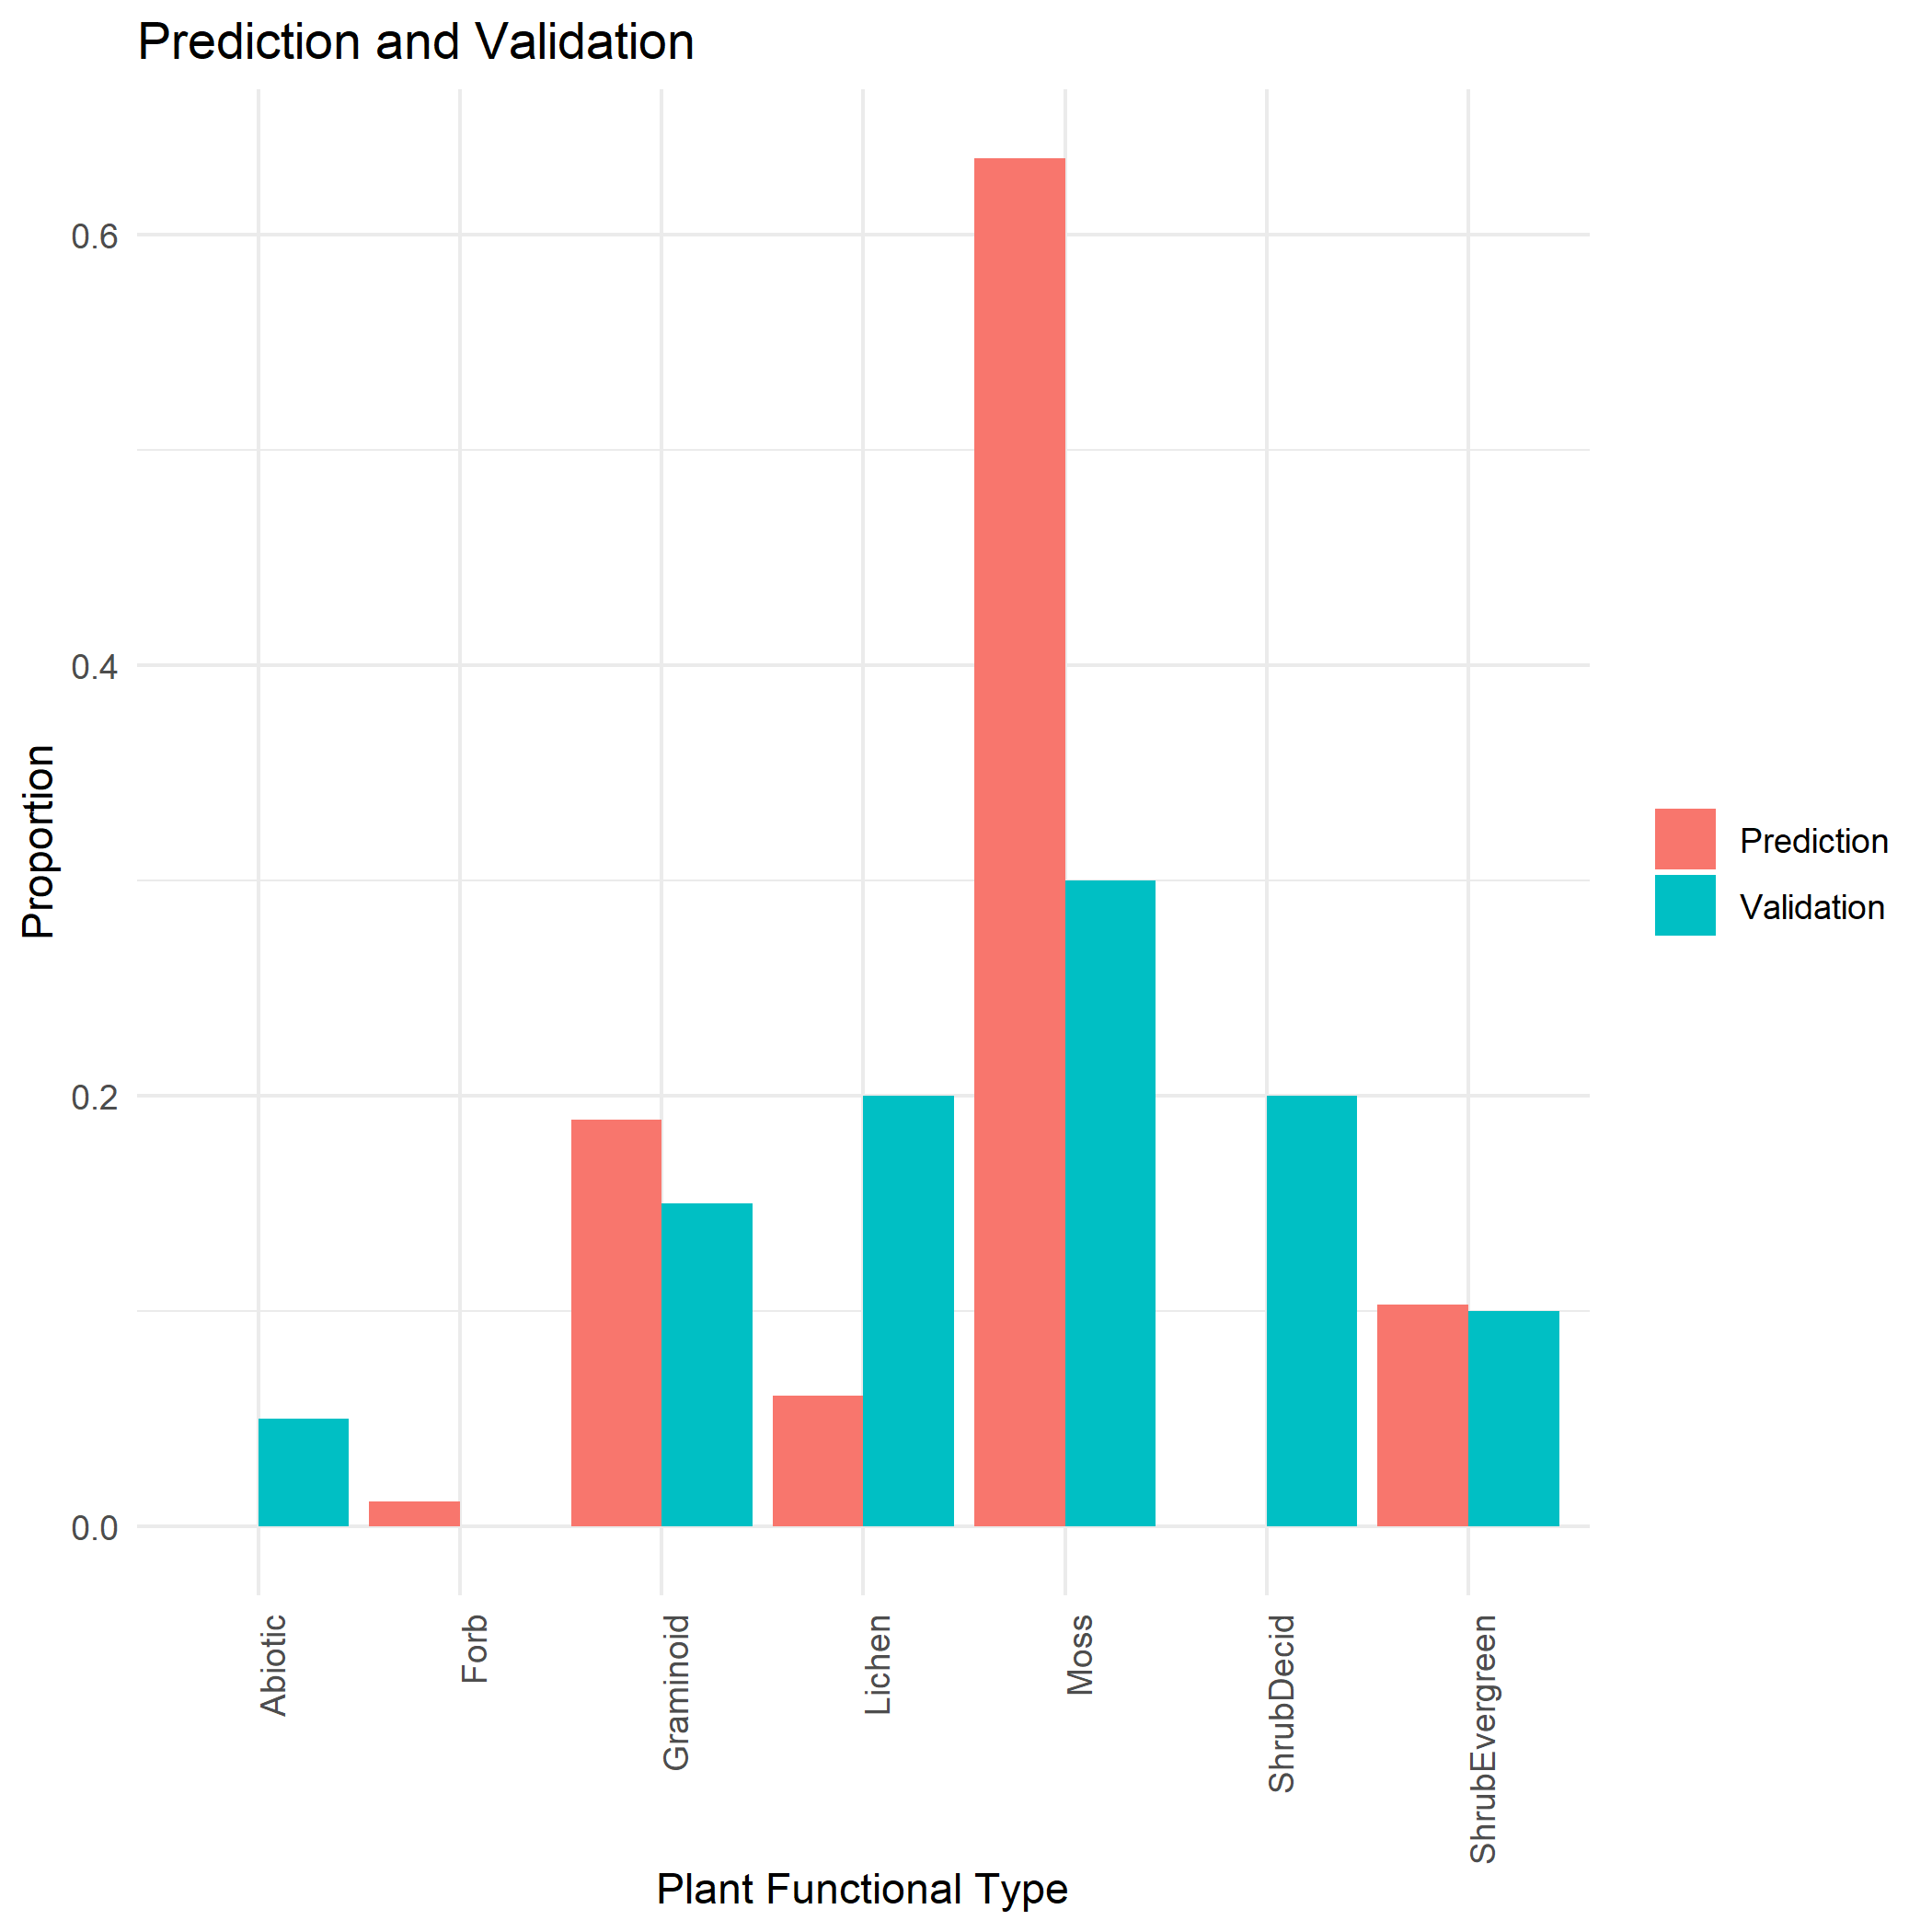 Prediction and Validation
Proportion
0.6
0.4
0.2
0.0
Abiotic
Forb
Graminoid
Lichen
Moss
ShrubDecid
ShrubEvergreen
Plant Functional Type
Prediction
Validation